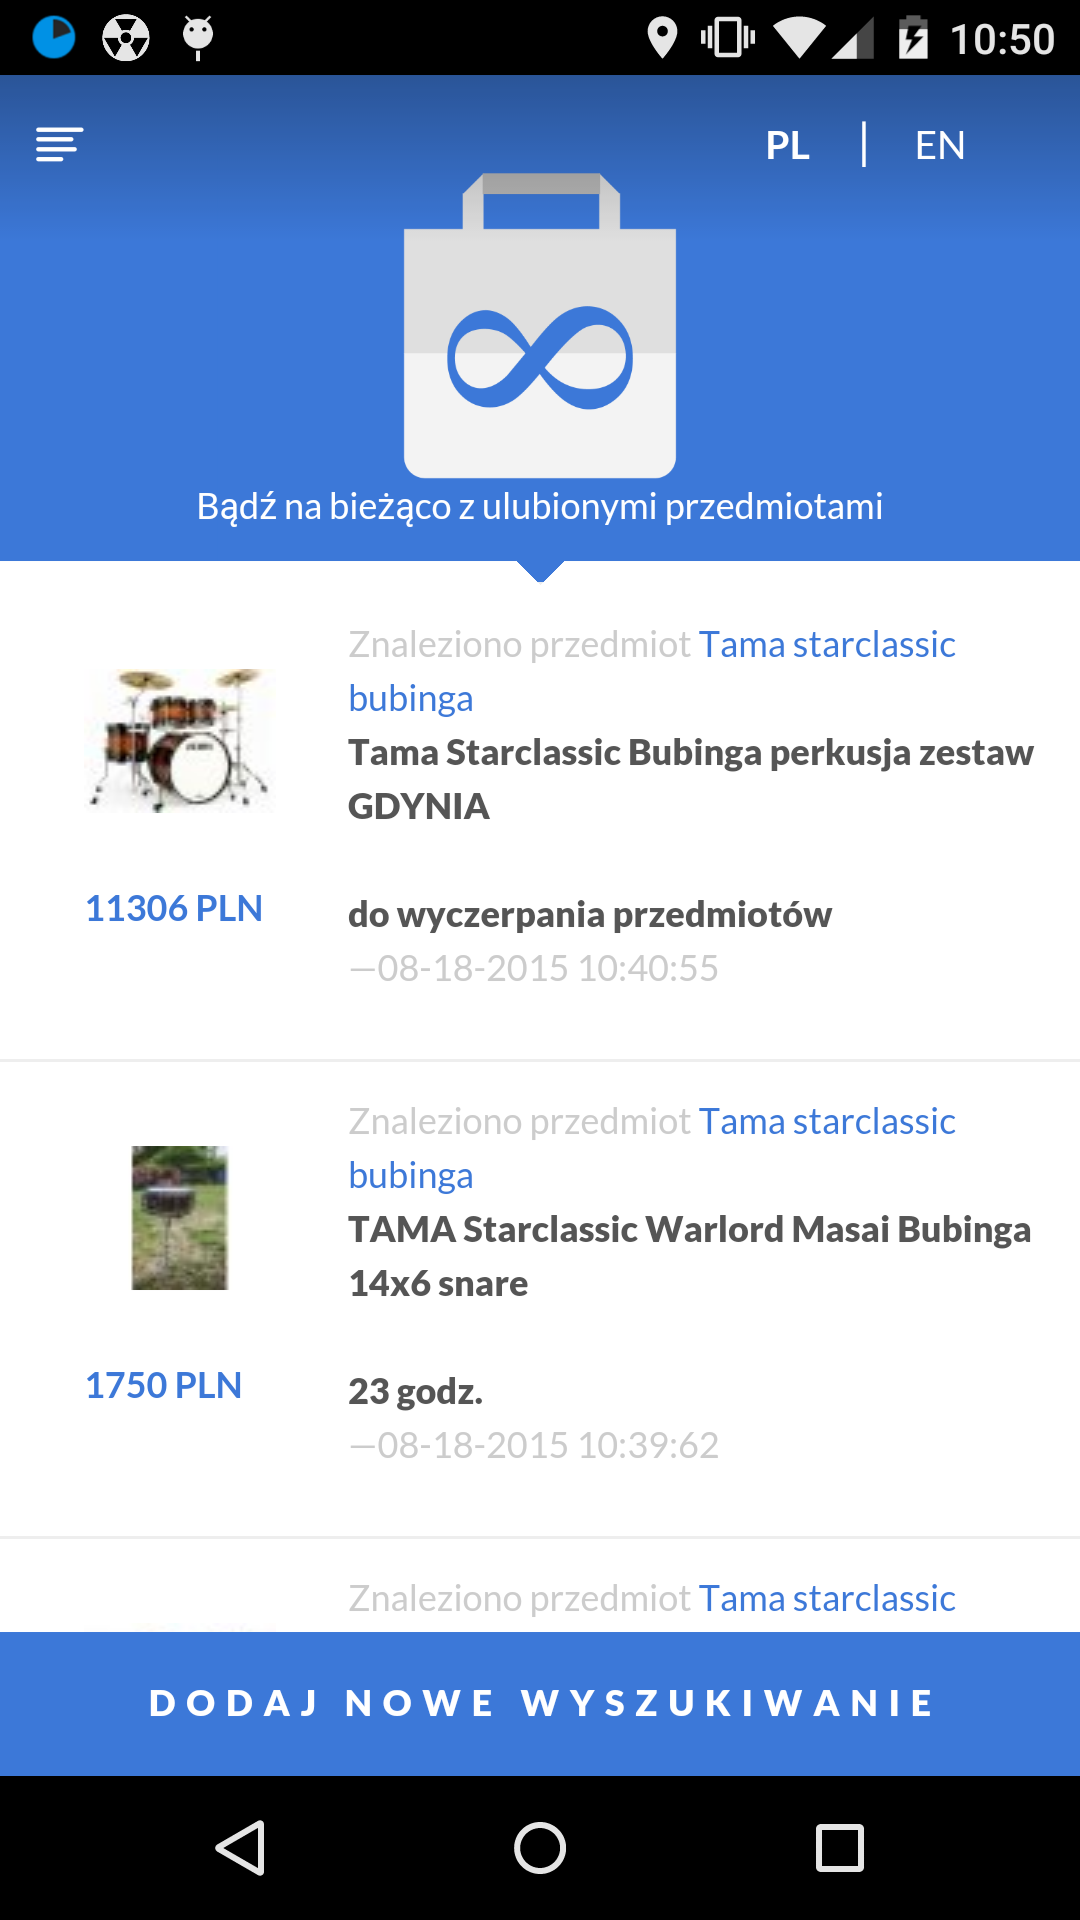 10:50
PL | EN
Bądź na bieżąco z ulubionymi przedmiotami
Znaleziono przedmiot Tama starclassic
bubinga
Tama Starclassic Bubinga perkusja zestaw
GDYNIA
11306 PLN
do wyczerpania przedmiotów
—08-18-2015 10:40:55
Znaleziono przedmiot Tama starclassic
bubinga
TAMA Starclassic Warlord Masai Bubinga
14x6 snare
1750 PLN
23 godz.
—08-18-2015 10:39:62
Znaleziono przedmiot Tama starclassic
DODAJ NOWE WYSZUKIWANIE